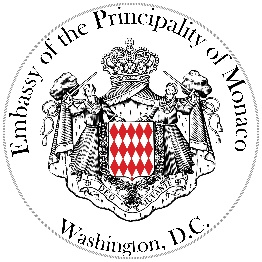 Embassy of the Principality of Monaco
Washington, D.C.